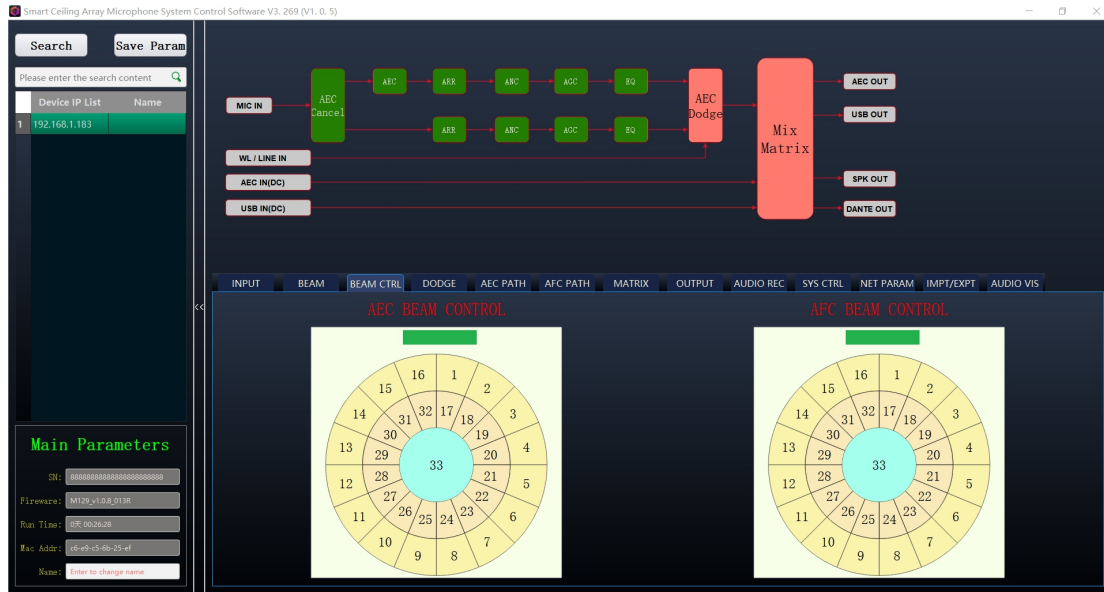 Smart Ceiling Array Microphone System Control Software V3. 269 (V1. 0. 5)
Search
Save Param
Please enter the search content
Device IP List Name
1 192.168.1.183
Main Parameters
SN: 88888888888888888888888
Fireware: M129_v1.0.8_013R
Run Time: 0天 00:26:28
Mac Addr: c6-e9-c5-6b-25-ef
Name: Enter to change name
MIC IN
AEC
Cancel
AEC ARR ANC AGC EQ
ARR ANC AGC EQ
AEC
Dodge
Mix
Matrix
WL / LINE IN
AEC IN(DC)
USB IN(DC)
AEC OUT
USB OUT
SPK OUT
DANTE OUT
<<
INPUT BEAM BEAM CTRL DODGE AEC PATH AFC PATH MATRIX OUTPUT AUDIO REC SYS CTRL NET PARAM IMPT/EXPT AUDIO VIS
AEC BEAM CONTROL
1
2
3
4
5
6
7
8
9
10
11
12
13
14
15
16
17
18
19
20
21
22
23
24
25
26
27
28
29
30
31
32
33
AFC BEAM CONTROL
1
2
3
4
5
6
7
8
9
10
11
12
13
14
15
16
17
18
19
20
21
22
23
24
25
26
27
28
29
30
31
32
33